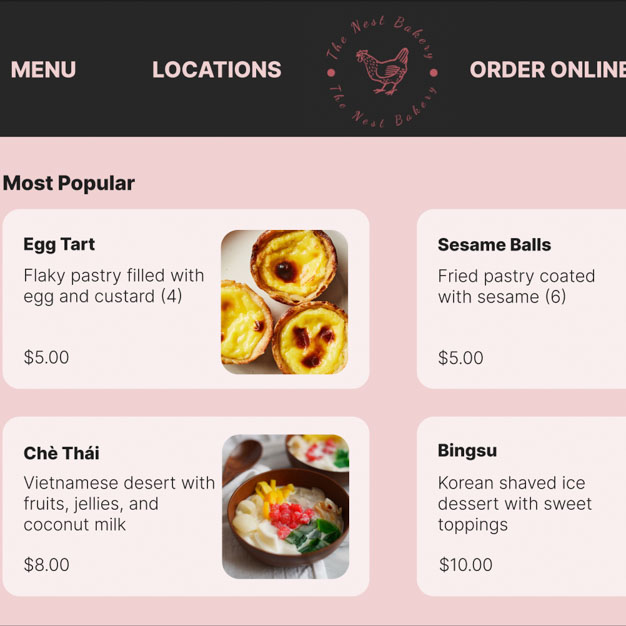 MENU
LOCATIONS
The Nest Bakery
The Nest Bakery
ORDER ONLINE
Most Popular
Egg Tart
Flaky pastry filled with
egg and custard (4)
$5.00
Sesame Balls
Fried pastry coated
with sesame (6)
$5.00
Chè Thái
Vietnamese desert with
fruits, jellies, and
coconut milk
$8.00
Bingsu
Korean shaved ice
dessert with sweet
toppings
$10.00